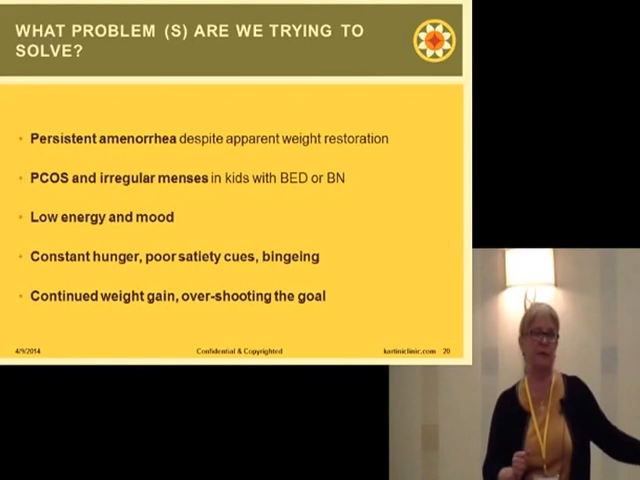 WHAT PROBLEM (S) ARE WE TRYING TO
SOLVE?
• Persistent amenorrhea despite apparent weight restoration
• PCOS and irregular menses in kids with BED or BN
• Low energy and mood
• Constant hunger, poor satiety cues, bingeing
• Continued weight gain, over-shooting the goal
4/9/2014 Confidential & Copyrighted kartiniclinic.com 20